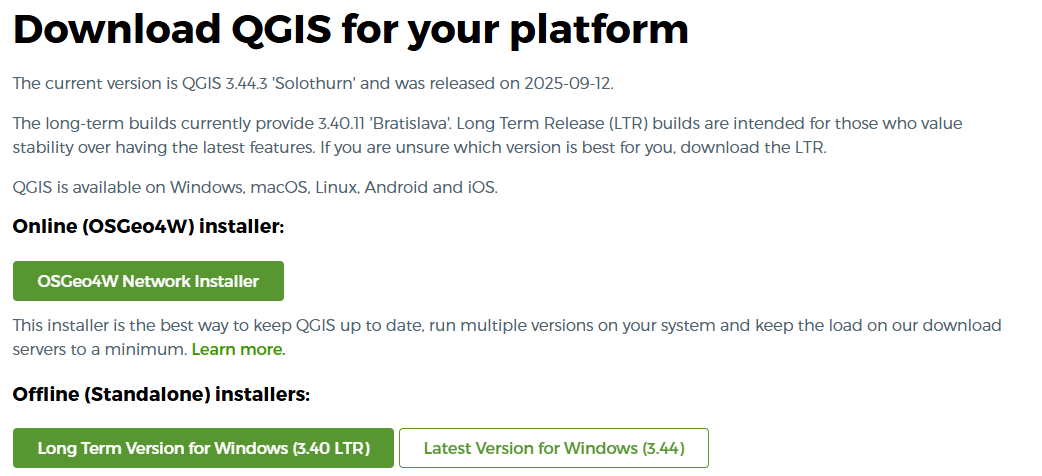 Download QGIS for your platform
The current version is QGIS 3.44.3 'Solothurn' and was released on 2025-09-12.
The long-term builds currently provide 3.40.11 'Bratislava'. Long Term Release (LTR) builds are intended for those who value
stability over having the latest features. If you are unsure which version is best for you, download the LTR.
QGIS is available on Windows, macOS, Linux, Android and iOS.
Online (OSGeo4W) installer:
OSGeo4W Network Installer
This installer is the best way to keep QGIS up to date, run multiple versions on your system and keep the load on our download
servers to a minimum. Learn more.
Offline (Standalone) installers:
Long Term Version for Windows (3.40 LTR)
Latest Version for Windows (3.44)